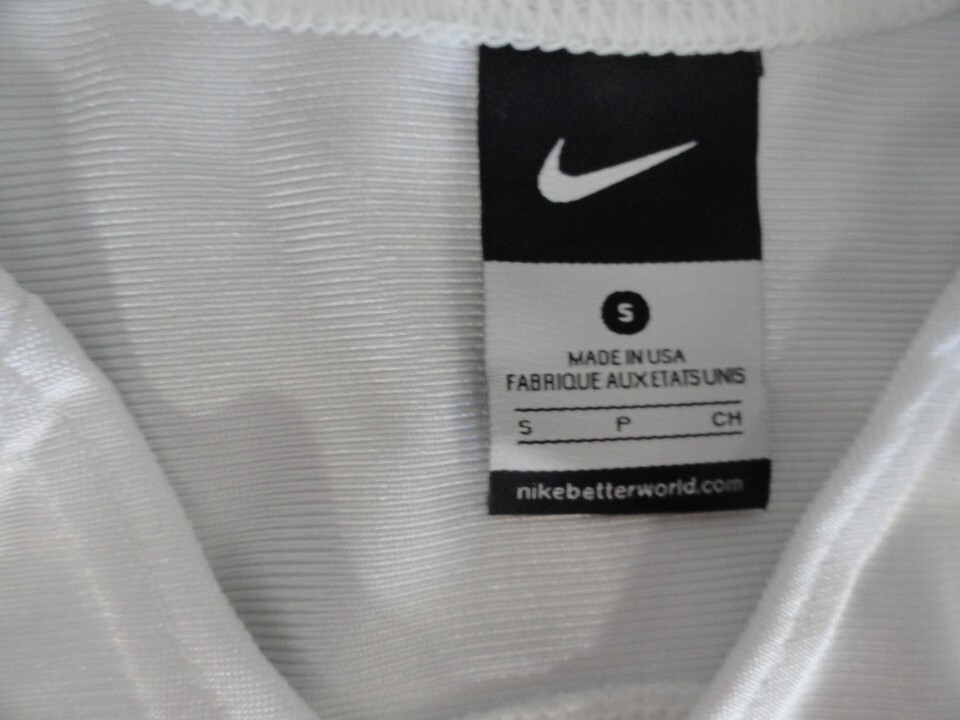 S
MADE IN USA
FABRIQUE AUX ETATS UNIS
S P CH
nikebetterworld.com